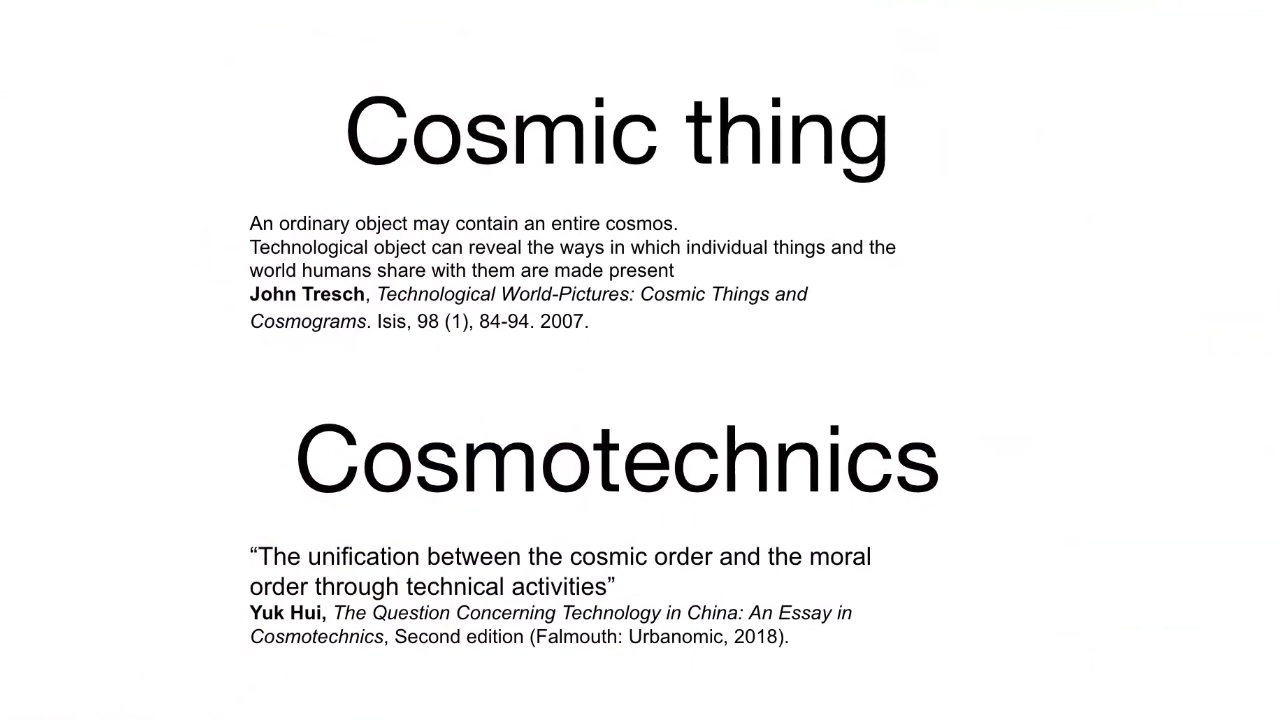 Cosmic thing
An ordinary object may contain an entire cosmos.
Technological object can reveal the ways in which individual things and the
world humans share with them are made present
John Tresch, Technological World-Pictures: Cosmic Things and
Cosmograms. Isis, 98 (1), 84-94. 2007.
Cosmotechnics
“The unification between the cosmic order and the moral
order through technical activities”
Yuk Hui, The Question Concerning Technology in China: An Essay in
Cosmotechnics, Second edition (Falmouth: Urbanomic, 2018).